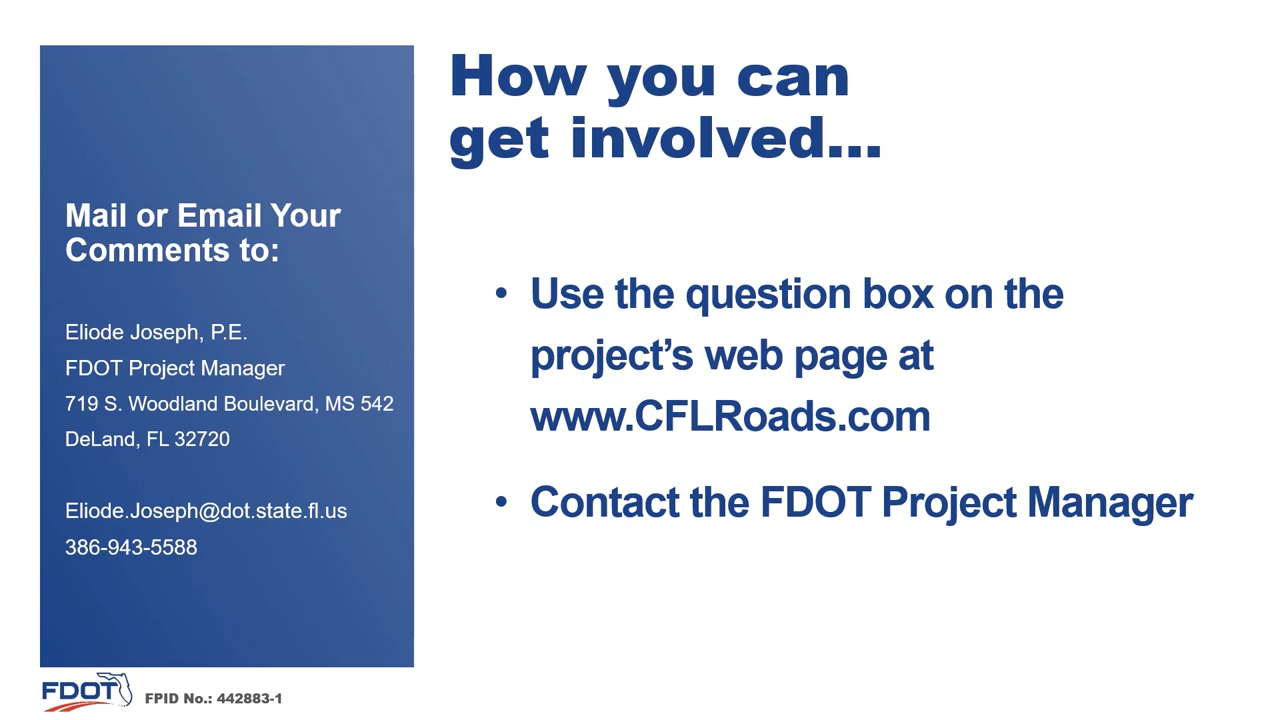 How you can
get involved...
Mail or Email Your
Comments to:
Eliode Joseph, P.E.
FDOT Project Manager
719 S. Woodland Boulevard, MS 542
DeLand, FL 32720
Eliode.Joseph@dot.state.fl.us
386-943-5588
• Use the question box on the
project’s web page at
www.CFLRoads.com
• Contact the FDOT Project Manager
FDOT
FPID No.: 442883-1